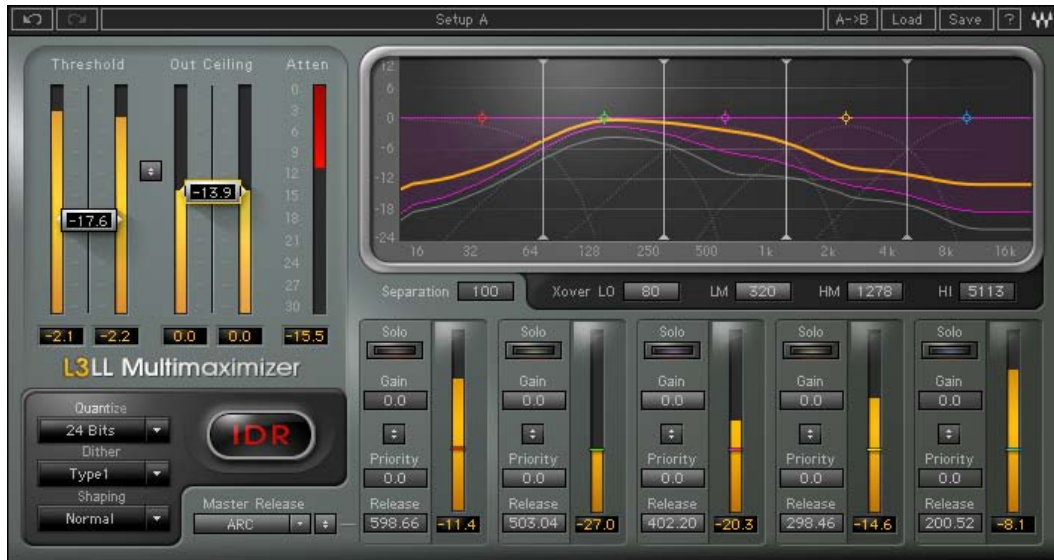 Setup A A->B Load Save ?
Threshold Out Ceiling Atten
0
3
6
9
12
15
18
21
24
27
30
-17.6 -13.9
-2.1 -2.2 0.0 0.0 -15.5
L3LL Multimaximizer
Quantize
24 Bits
Dither
Type1
Shaping
Normal
IDR
Master Release
ARC
12
6
0
-6
-12
-18
-24
16 32 64 128 250 500 1k 2k 4k 8k 16k
Separation 100 Xover LO 80 LM 320 HM 1278 HI 5113
Solo Solo Solo Solo Solo
Gain Gain Gain Gain Gain
0.0 0.0 0.0 0.0 0.0
Priority Priority Priority Priority Priority
0.0 0.0 0.0 0.0 0.0
Release Release Release Release Release
598.66 -11.4 503.04 -27.0 402.20 -20.3 298.46 -14.6 200.52 -8.1